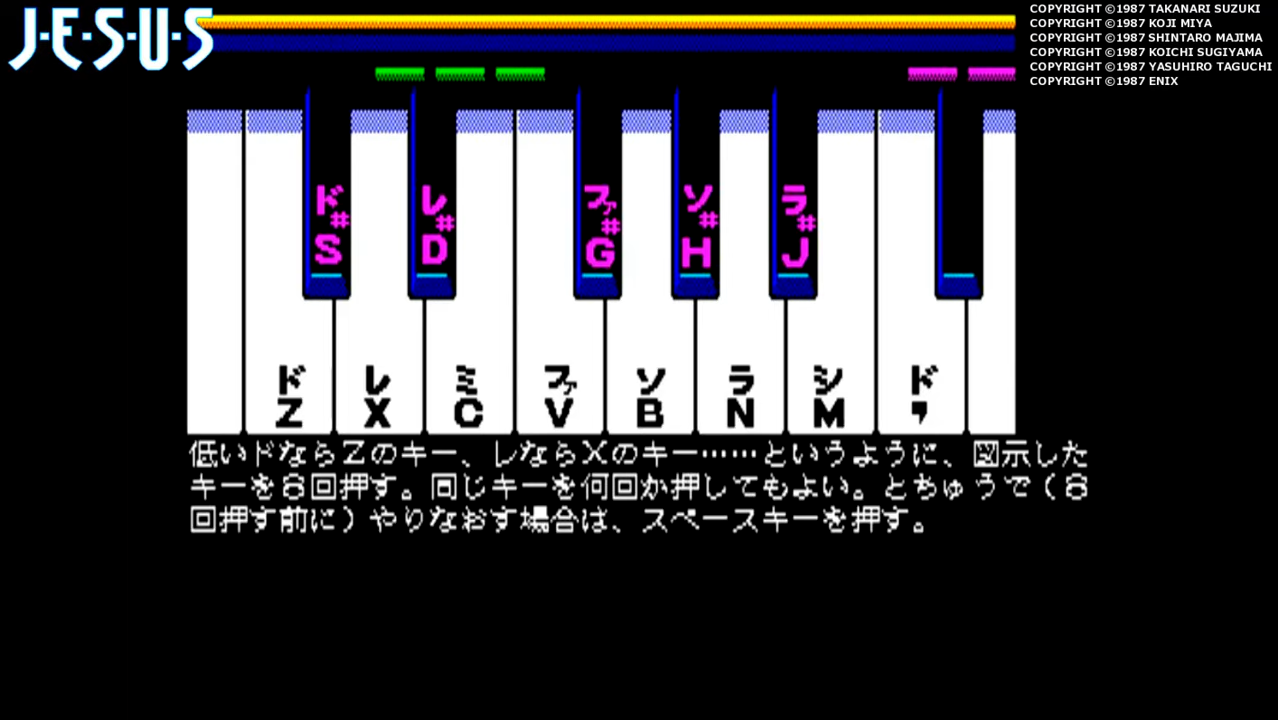 J·E·S·U·S
COPYRIGHT ©1987 TAKANARI SUZUKI
COPYRIGHT ©1987 KOJI MIYA
COPYRIGHT ©1987 SHINTARO MAJIMA
COPYRIGHT ©1987 KOICHI SUGIYAMA
COPYRIGHT ©1987 YASUHIRO TAGUCHI
COPYRIGHT ©1987 ENIX
ド# レ# ファ# ソ# ラ#
S D G H J
ド レ ミ ファ ソ ラ シ ド
Z X C V B N M ,
低いドならZのキー、レならXのキー……というように、図示した
キーを8回押す。同じキーを何回か押してもよい。とちゅうで(8
回押す前に)やりなおす場合は、スペースキーを押す。